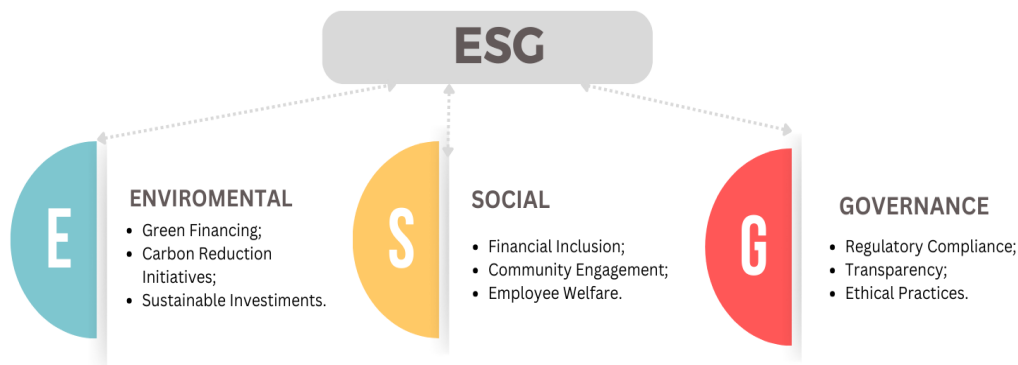 ESG
E
ENVIROMENTAL
Green Financing;
Carbon Reduction
Initiatives;
Sustainable Investiments.
S
SOCIAL
Financial Inclusion;
Community Engagement;
Employee Welfare.
G
GOVERNANCE
Regulatory Compliance;
Transparency;
Ethical Practices.